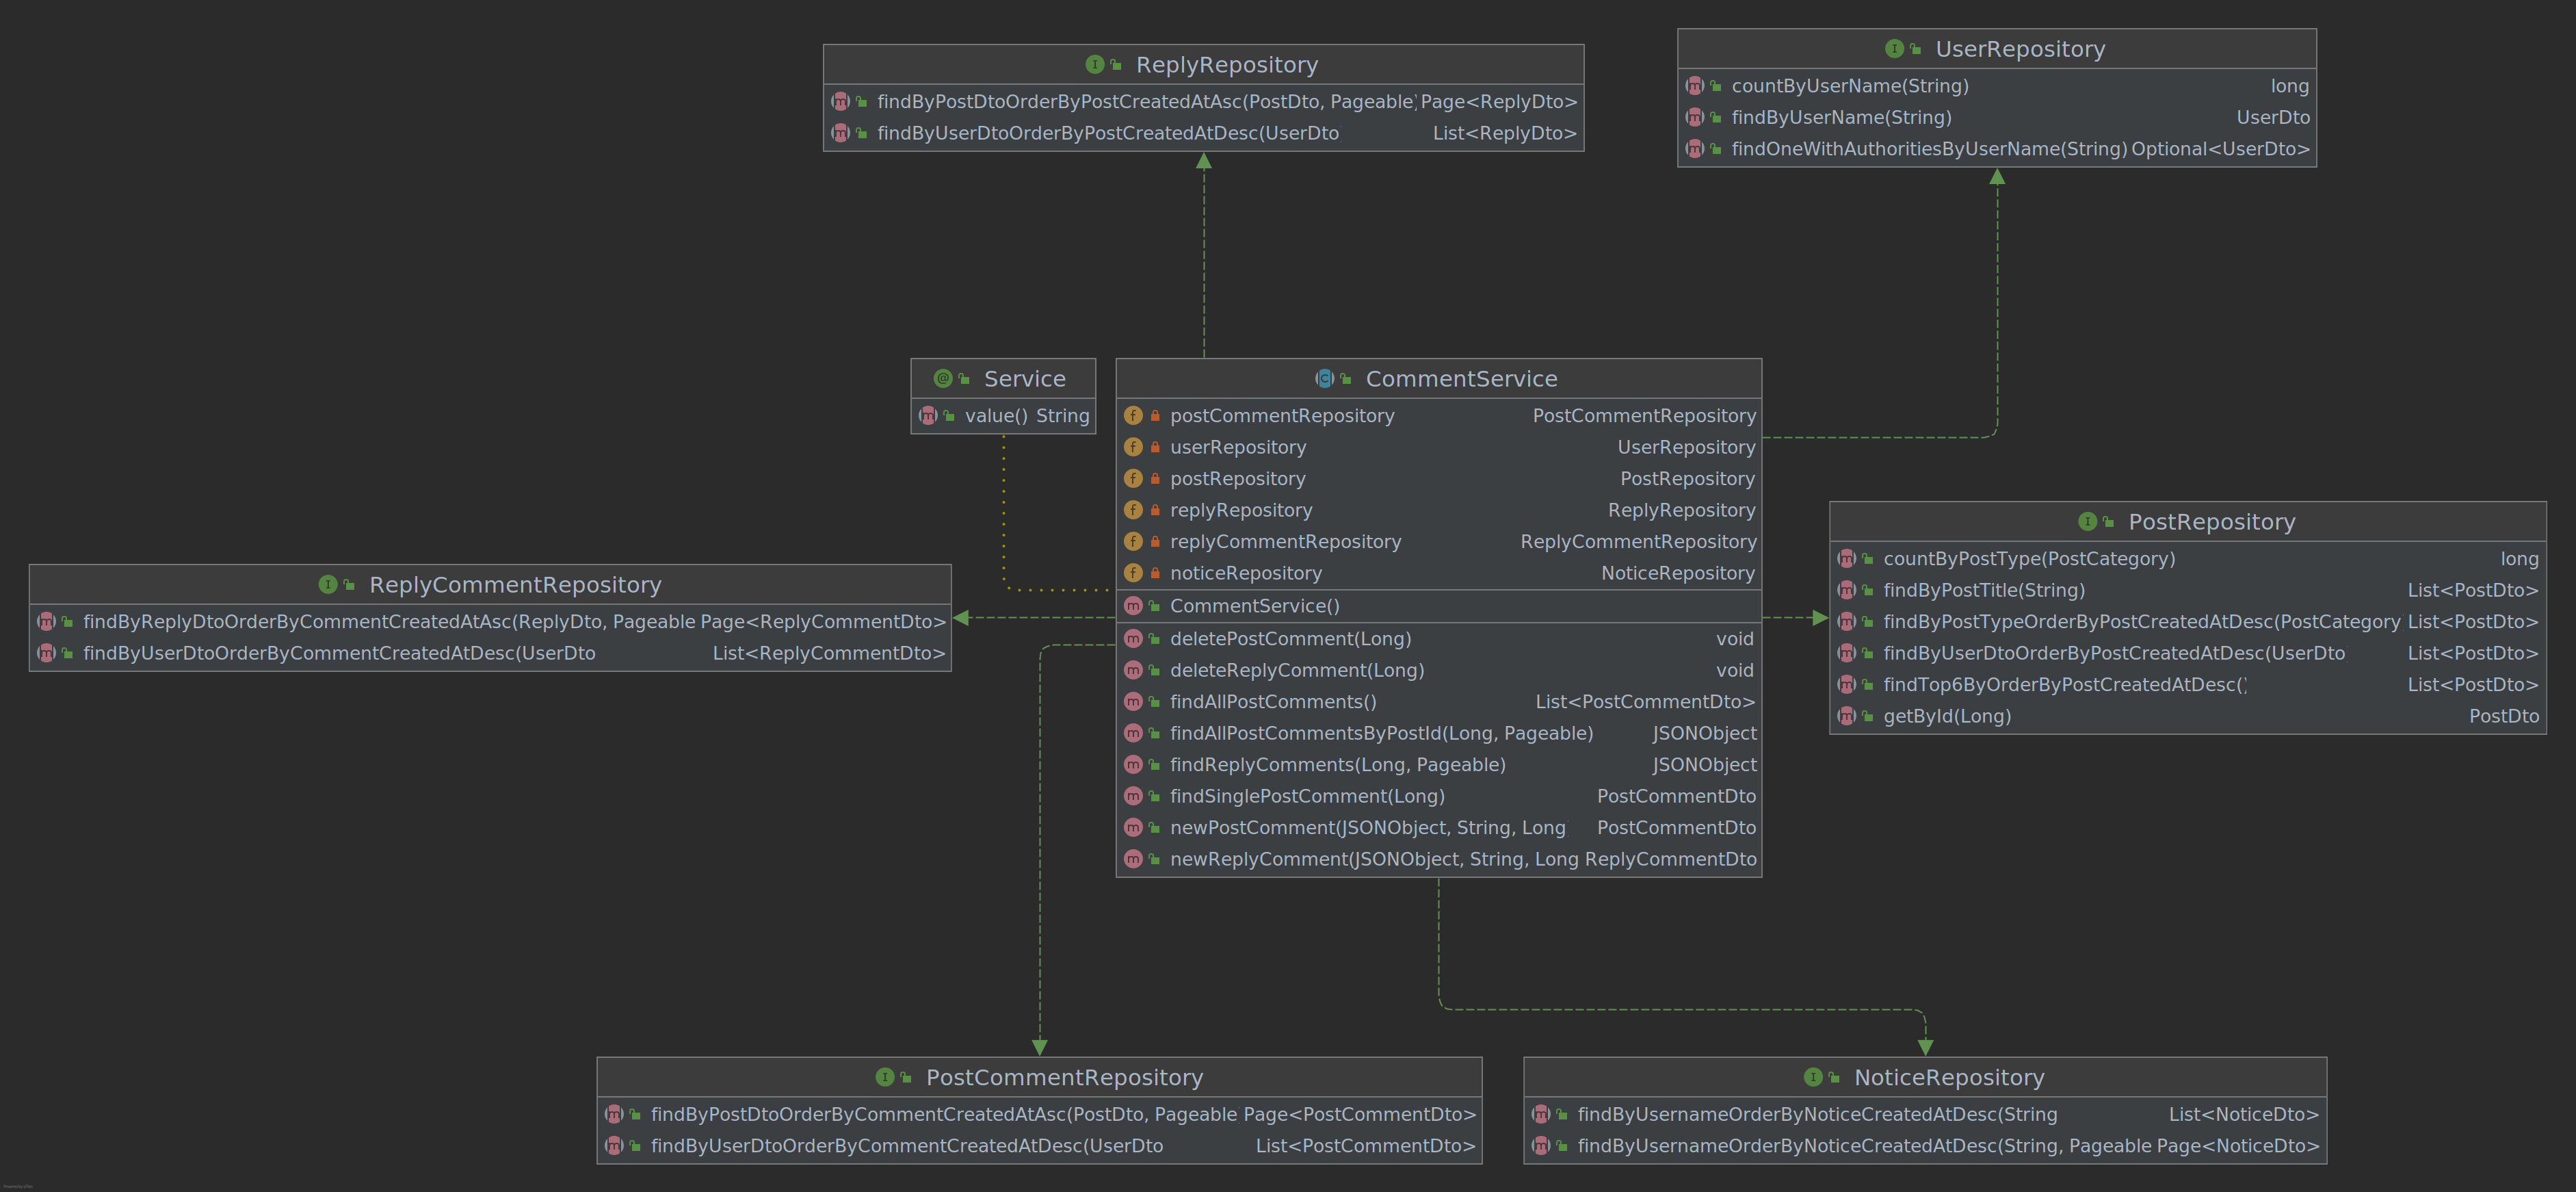 ReplyRepository
findByPostDtoOrderByPostCreatedAtAsc(PostDto, Pageable) Page<ReplyDto>
findByUserDtoOrderByPostCreatedAtDesc(UserDto List<ReplyDto>
UserRepository
countByUserName(String) long
findByUserName(String) UserDto
findOneWithAuthoritiesByUserName(String) Optional<UserDto>
Service
value() String
CommentService
postCommentRepository PostCommentRepository
userRepository UserRepository
postRepository PostRepository
replyRepository ReplyRepository
replyCommentRepository ReplyCommentRepository
noticeRepository NoticeRepository
CommentService()
deletePostComment(Long) void
deleteReplyComment(Long) void
findAllPostComments() List<PostCommentDto>
findAllPostCommentsByPostId(Long, Pageable) JSONObject
findReplyComments(Long, Pageable) JSONObject
findSinglePostComment(Long) PostCommentDto
newPostComment(JSONObject, String, Long PostCommentDto
newReplyComment(JSONObject, String, Long ReplyCommentDto
PostRepository
countByPostType(PostCategory) long
findByPostTitle(String) List<PostDto>
findByPostTypeOrderByPostCreatedAtDesc(PostCategory List<PostDto>
findByUserDtoOrderByPostCreatedAtDesc(UserDto List<PostDto>
findTop6ByOrderByPostCreatedAtDesc() List<PostDto>
getById(Long) PostDto
ReplyCommentRepository
findByReplyDtoOrderByCommentCreatedAtAsc(ReplyDto, Pageable Page<ReplyCommentDto>
findByUserDtoOrderByCommentCreatedAtDesc(UserDto List<ReplyCommentDto>
PostCommentRepository
findByPostDtoOrderByCommentCreatedAtAsc(PostDto, Pageable Page<PostCommentDto>
findByUserDtoOrderByCommentCreatedAtDesc(UserDto List<PostCommentDto>
NoticeRepository
findByUsernameOrderByNoticeCreatedAtDesc(String List<NoticeDto>
findByUsernameOrderByNoticeCreatedAtDesc(String, Pageable Page<NoticeDto>